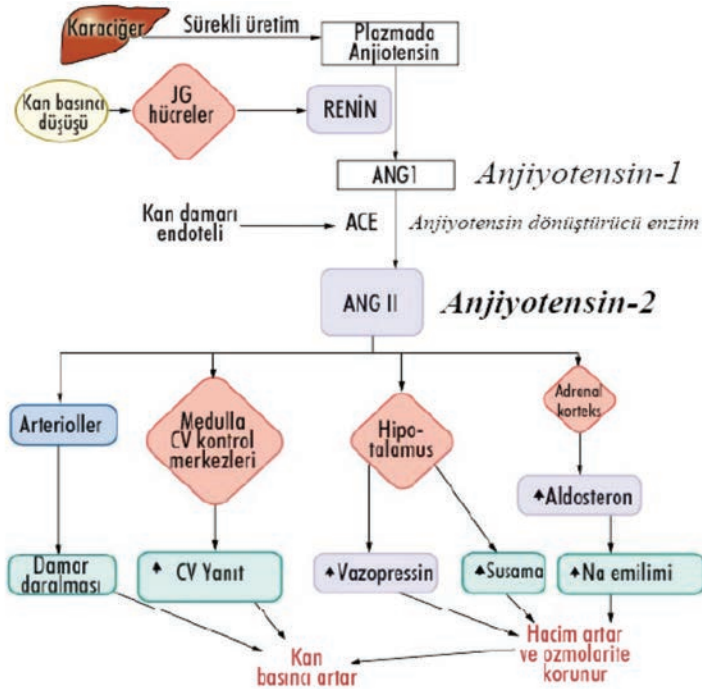 Karaciğer
Sürekli üretim
Plazmada
Anjiotensin
Kan basıncı
düşüşü
JG
hücreler
RENİN
ANG I
Anjiyotensin-1
Kan damarı
endoteli
ACE
Anjiyotensin dönüştürücü enzim
ANG II
Anjiyotensin-2
Arterioller
Medulla
CV kontrol
merkezleri
Hipo-
talamus
Adrenal
korteks
Aldosteron
Damar
daralması
CV Yanıt
Vazopressin
Susama
Na emilimi
Kan
basıncı artar
Hacim artar
ve ozmolarite
korunur